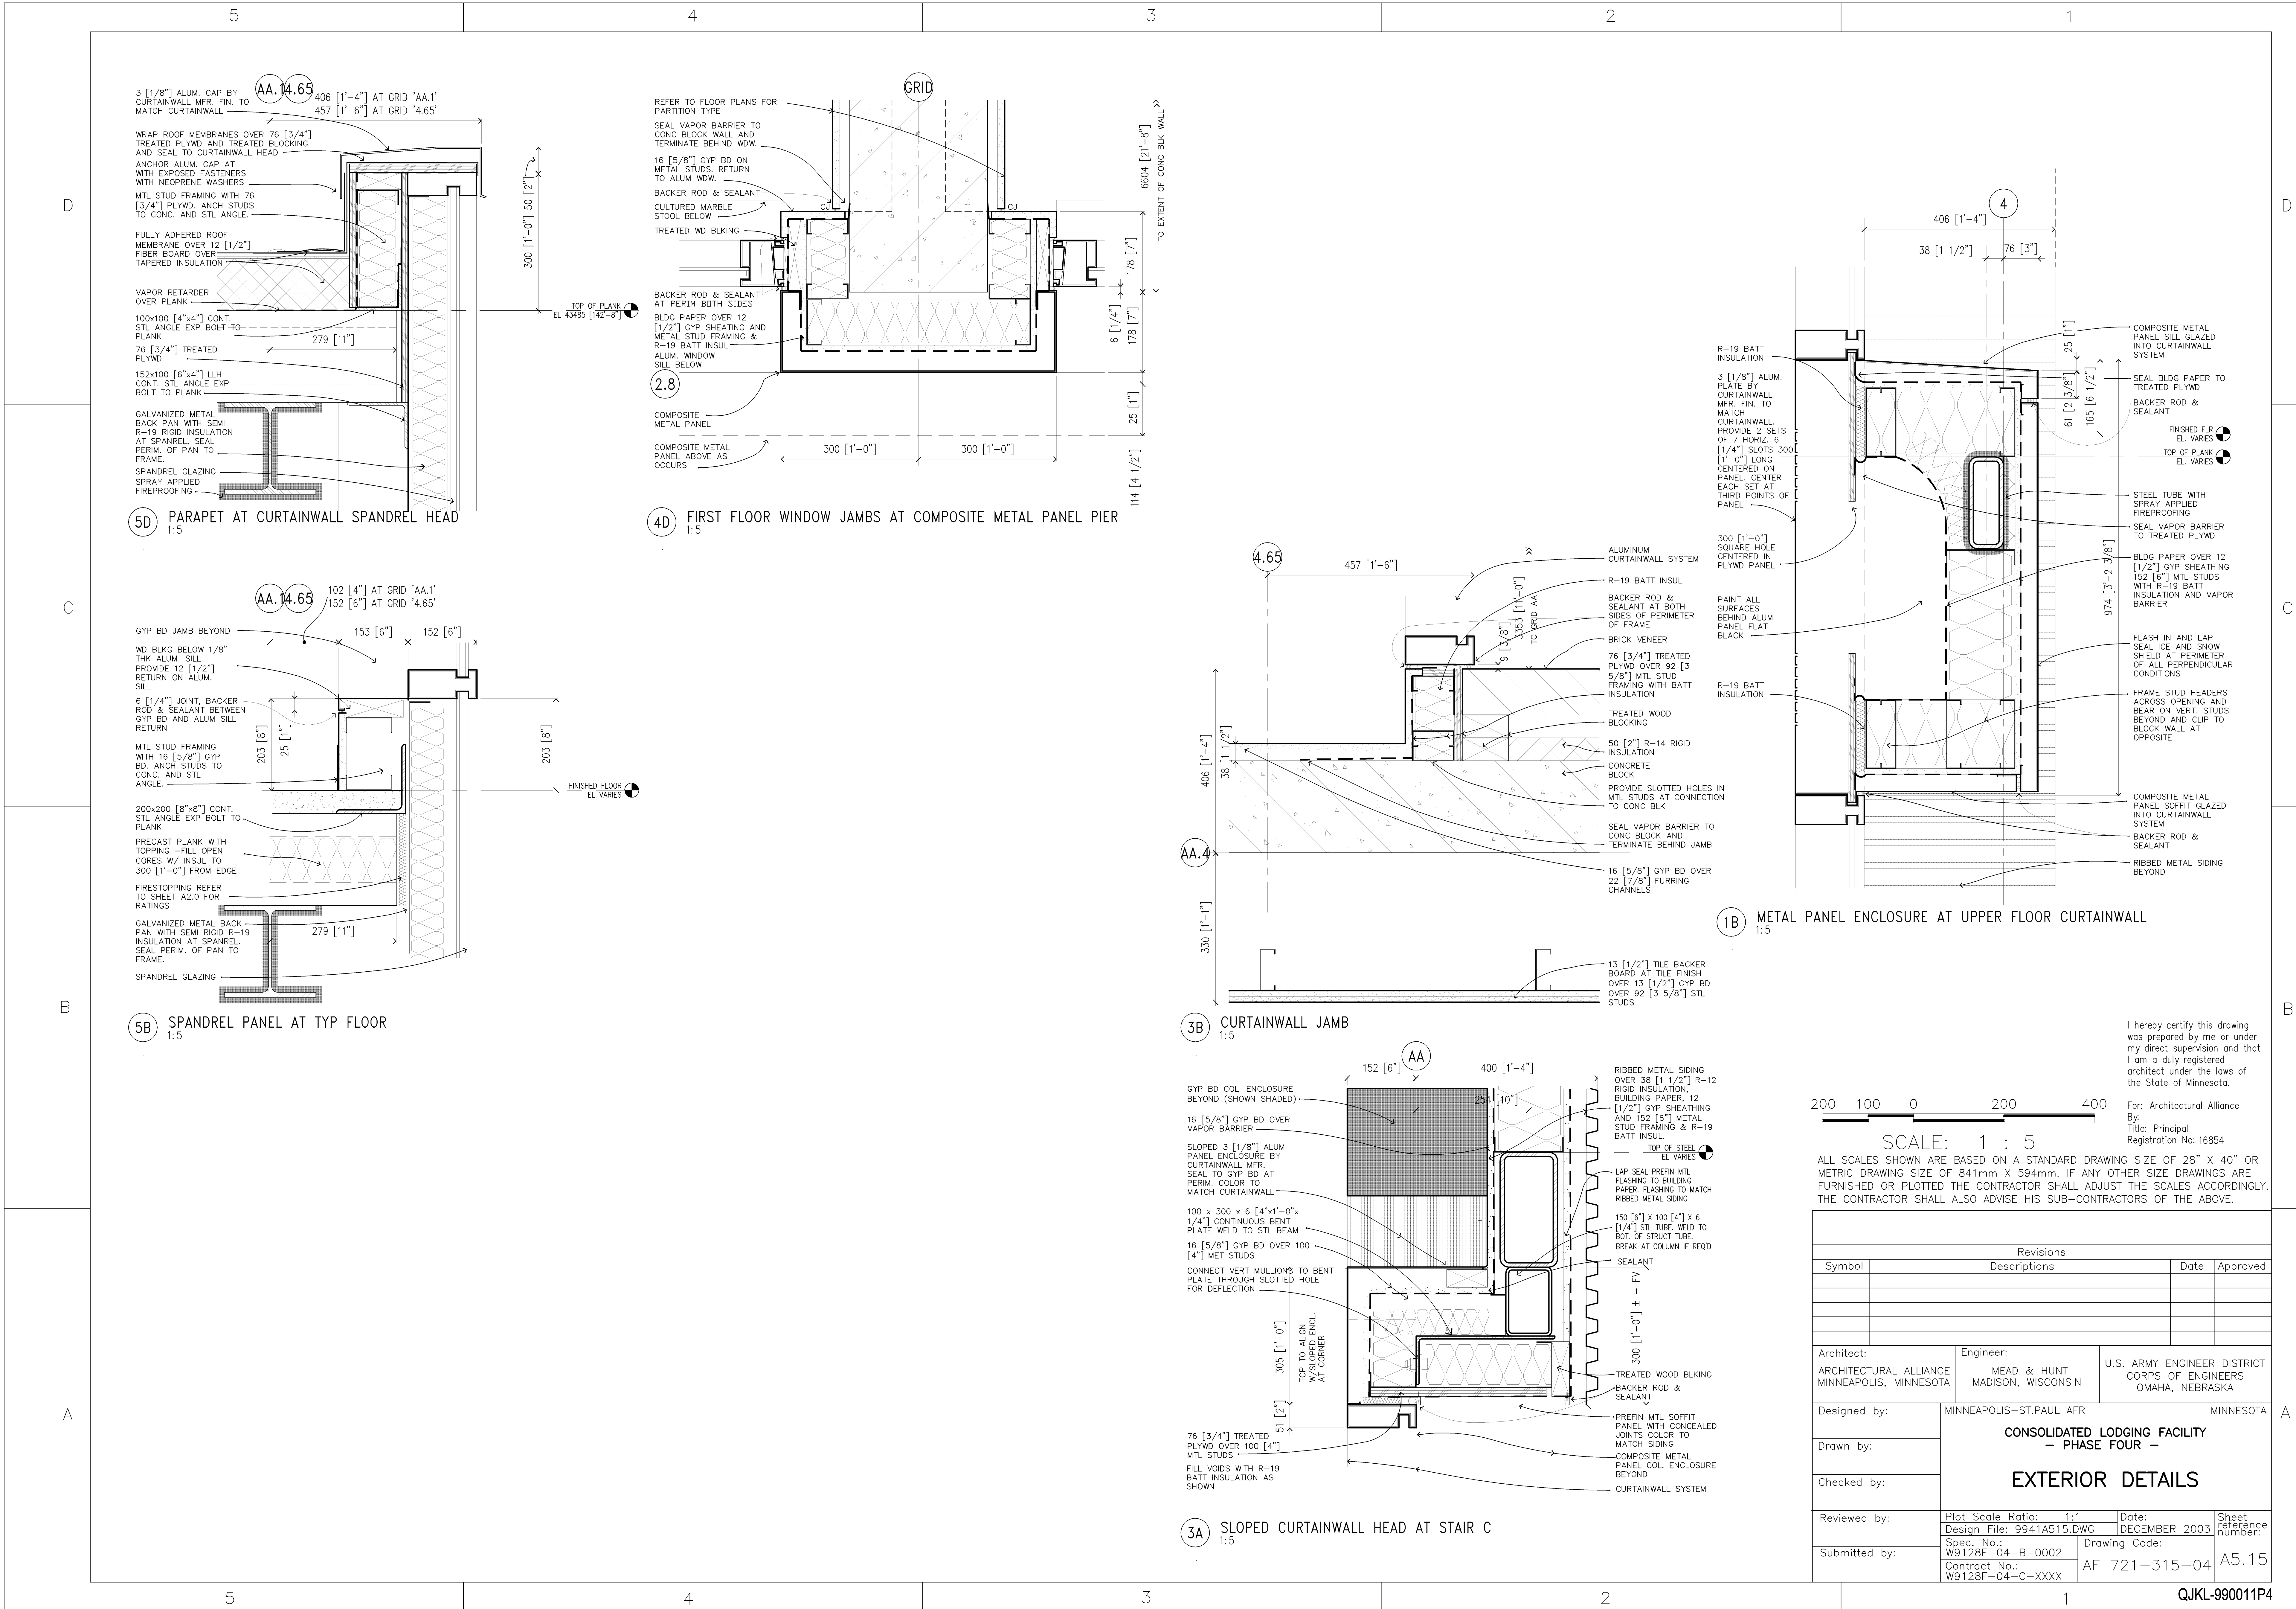 5
4
3
2
1
D
C
B
A
3 [1/8"] ALUM. CAP BY
CURTAINWALL MFR. FIN. TO
MATCH CURTAINWALL
AA.1
4.65
406 [1'-4"] AT GRID 'AA.1'
457 [1'-6"] AT GRID '4.65'
WRAP ROOF MEMBRANES OVER 76 [3/4"]
TREATED PLYWD AND TREATED BLOCKING
AND SEAL TO CURTAINWALL HEAD
ANCHOR ALUM. CAP AT
WITH EXPOSED FASTENERS
WITH NEOPRENE WASHERS
MTL STUD FRAMING WITH 76
[3/4"] PLYWD. ANCH STUDS
TO CONC. AND STL ANGLE.
FULLY ADHERED ROOF
MEMBRANE OVER 12 [1/2"]
FIBER BOARD OVER
TAPERED INSULATION
VAPOR RETARDER
OVER PLANK
100x100 [4"x4"] CONT.
STL ANGLE EXP BOLT TO
PLANK
76 [3/4"] TREATED
PLYWD
152x100 [6"x4"] LLH
CONT. STL ANGLE EXP
BOLT TO PLANK
GALVANIZED METAL
BACK PAN WITH SEMI
R-19 RIGID INSULATION
AT SPANREL. SEAL
PERIM. OF PAN TO
FRAME.
SPANDREL GLAZING
SPRAY APPLIED
FIREPROOFING
50 [2"]
300 [1'-0"]
279 [11"]
TOP OF PLANK
EL 43485 [142'-8"]
5D PARAPET AT CURTAINWALL SPANDREL HEAD
1:5
GRID
REFER TO FLOOR PLANS FOR
PARTITION TYPE
SEAL VAPOR BARRIER TO
CONC BLOCK WALL AND
TERMINATE BEHIND WDW.
16 [5/8"] GYP BD ON
METAL STUDS. RETURN
TO ALUM WDW.
BACKER ROD & SEALANT
CULTURED MARBLE
STOOL BELOW
TREATED WD BLKING
CJ
CJ
BACKER ROD & SEALANT
AT PERIM BOTH SIDES
BLDG PAPER OVER 12
[1/2"] GYP SHEATING AND
METAL STUD FRAMING &
R-19 BATT INSUL
ALUM. WINDOW
SILL BELOW
2.8
COMPOSITE
METAL PANEL
COMPOSITE METAL
PANEL ABOVE AS
OCCURS
6604 [21'-8"]
TO EXTENT OF CONC BLK WALL
178 [7"]
6 [1/4"]
178 [7"]
25 [1"]
114 [4 1/2"]
300 [1'-0"]
300 [1'-0"]
4D FIRST FLOOR WINDOW JAMBS AT COMPOSITE METAL PANEL PIER
1:5
AA.1
4.65
102 [4"] AT GRID 'AA.1'
152 [6"] AT GRID '4.65'
153 [6"]
152 [6"]
GYP BD JAMB BEYOND
WD BLKG BELOW 1/8"
THK ALUM. SILL
PROVIDE 12 [1/2"]
RETURN ON ALUM.
SILL
6 [1/4"] JOINT, BACKER
ROD & SEALANT BETWEEN
GYP BD AND ALUM SILL
RETURN
MTL STUD FRAMING
WITH 16 [5/8"] GYP
BD. ANCH STUDS TO
CONC. AND STL
ANGLE.
200x200 [8"x8"] CONT.
STL ANGLE EXP BOLT TO
PLANK
PRECAST PLANK WITH
TOPPING -FILL OPEN
CORES W/ INSUL TO
300 [1'-0"] FROM EDGE
FIRESTOPPING REFER
TO SHEET A2.0 FOR
RATINGS
GALVANIZED METAL BACK
PAN WITH SEMI RIGID R-19
INSULATION AT SPANREL.
SEAL PERIM. OF PAN TO
FRAME.
SPANDREL GLAZING
203 [8"]
25 [1"]
203 [8"]
279 [11"]
FINISHED FLOOR
EL VARIES
5B SPANDREL PANEL AT TYP FLOOR
1:5
4.65
457 [1'-6"]
3353 [11'-0"]
TO GRID AA
9 [3/8"]
406 [1'-4"]
38 [1 1/2"]
AA.4
330 [1'-1"]
ALUMINUM
CURTAINWALL SYSTEM
R-19 BATT INSUL
BACKER ROD &
SEALANT AT BOTH
SIDES OF PERIMETER
OF FRAME
BRICK VENEER
76 [3/4"] TREATED
PLYWD OVER 92 [3
5/8"] MTL STUD
FRAMING WITH BATT
INSULATION
TREATED WOOD
BLOCKING
50 [2"] R-14 RIGID
INSULATION
CONCRETE
BLOCK
PROVIDE SLOTTED HOLES IN
MTL STUDS AT CONNECTION
TO CONC BLK
SEAL VAPOR BARRIER TO
CONC BLOCK AND
TERMINATE BEHIND JAMB
16 [5/8"] GYP BD OVER
22 [7/8"] FURRING
CHANNELS
13 [1/2"] TILE BACKER
BOARD AT TILE FINISH
OVER 13 [1/2"] GYP BD
OVER 92 [3 5/8"] STL
STUDS
3B CURTAINWALL JAMB
1:5
AA
152 [6"]
400 [1'-4"]
254 [10"]
GYP BD COL. ENCLOSURE
BEYOND (SHOWN SHADED)
16 [5/8"] GYP BD OVER
VAPOR BARRIER
SLOPED 3 [1/8"] ALUM
PANEL ENCLOSURE BY
CURTAINWALL MFR.
SEAL TO GYP BD AT
PERIM. COLOR TO
MATCH CURTAINWALL
100 x 300 x 6 [4"x1'-0"x
1/4"] CONTINUOUS BENT
PLATE WELD TO STL BEAM
16 [5/8"] GYP BD OVER 100
[4"] MET STUDS
CONNECT VERT MULLIONS TO BENT
PLATE THROUGH SLOTTED HOLE
FOR DEFLECTION
305 [1'-0"]
TOP TO ALIGN
W/SLOPED ENCL.
AT CORNER
51 [2"]
76 [3/4"] TREATED
PLYWD OVER 100 [4"]
MTL STUDS
FILL VOIDS WITH R-19
BATT INSULATION AS
SHOWN
RIBBED METAL SIDING
OVER 38 [1 1/2"] R-12
RIGID INSULATION,
BUILDING PAPER, 12
[1/2"] GYP SHEATHING
AND 152 [6"] METAL
STUD FRAMING & R-19
BATT INSUL.
TOP OF STEEL
EL VARIES
LAP SEAL PREFIN MTL
FLASHING TO BUILDING
PAPER. FLASHING TO MATCH
RIBBED METAL SIDING
150 [6"] X 100 [4"] X 6
[1/4"] STL TUBE. WELD TO
BOT. OF STRUCT TUBE.
BREAK AT COLUMN IF REQ'D
SEALANT
300 [1'-0"] ± - FV
TREATED WOOD BLKING
BACKER ROD &
SEALANT
PREFIN MTL SOFFIT
PANEL WITH CONCEALED
JOINTS COLOR TO
MATCH SIDING
COMPOSITE METAL
PANEL COL. ENCLOSURE
BEYOND
CURTAINWALL SYSTEM
3A SLOPED CURTAINWALL HEAD AT STAIR C
1:5
4
406 [1'-4"]
38 [1 1/2"]
76 [3"]
R-19 BATT
INSULATION
3 [1/8"] ALUM.
PLATE BY
CURTAINWALL
MFR. FIN. TO
MATCH
CURTAINWALL.
PROVIDE 2 SETS
OF 7 HORIZ. 6
[1/4"] SLOTS 300
[1'-0"] LONG
CENTERED ON
PANEL. CENTER
EACH SET AT
THIRD POINTS OF
PANEL
300 [1'-0"]
SQUARE HOLE
CENTERED IN
PLYWD PANEL
PAINT ALL
SURFACES
BEHIND ALUM
PANEL FLAT
BLACK
R-19 BATT
INSULATION
25 [1"]
61 [2 3/8"]
165 [6 1/2"]
974 [3'-2 3/8"]
COMPOSITE METAL
PANEL SILL GLAZED
INTO CURTAINWALL
SYSTEM
SEAL BLDG PAPER TO
TREATED PLYWD
BACKER ROD &
SEALANT
FINISHED FLR
EL. VARIES
TOP OF PLANK
EL. VARIES
STEEL TUBE WITH
SPRAY APPLIED
FIREPROOFING
SEAL VAPOR BARRIER
TO TREATED PLYWD
BLDG PAPER OVER 12
[1/2"] GYP SHEATHING
152 [6"] MTL STUDS
WITH R-19 BATT
INSULATION AND VAPOR
BARRIER
FLASH IN AND LAP
SEAL ICE AND SNOW
SHIELD AT PERIMETER
OF ALL PERPENDICULAR
CONDITIONS
FRAME STUD HEADERS
ACROSS OPENING AND
BEAR ON VERT. STUDS
BEYOND AND CLIP TO
BLOCK WALL AT
OPPOSITE
COMPOSITE METAL
PANEL SOFFIT GLAZED
INTO CURTAINWALL
SYSTEM
BACKER ROD &
SEALANT
RIBBED METAL SIDING
BEYOND
1B METAL PANEL ENCLOSURE AT UPPER FLOOR CURTAINWALL
1:5
I hereby certify this drawing
was prepared by me or under
my direct supervision and that
I am a duly registered
architect under the laws of
the State of Minnesota.
For: Architectural Alliance
By:
Title: Principal
Registration No: 16854
200 100 0 200 400
SCALE: 1 : 5
ALL SCALES SHOWN ARE BASED ON A STANDARD DRAWING SIZE OF 28" X 40" OR
METRIC DRAWING SIZE OF 841mm X 594mm. IF ANY OTHER SIZE DRAWINGS ARE
FURNISHED OR PLOTTED THE CONTRACTOR SHALL ADJUST THE SCALES ACCORDINGLY.
THE CONTRACTOR SHALL ALSO ADVISE HIS SUB-CONTRACTORS OF THE ABOVE.
Revisions
Symbol Descriptions Date Approved
Architect:
ARCHITECTURAL ALLIANCE
MINNEAPOLIS, MINNESOTA
Engineer:
MEAD & HUNT
MADISON, WISCONSIN
U.S. ARMY ENGINEER DISTRICT
CORPS OF ENGINEERS
OMAHA, NEBRASKA
Designed by:
Drawn by:
Checked by:
Reviewed by:
Submitted by:
MINNEAPOLIS-ST.PAUL AFR MINNESOTA
CONSOLIDATED LODGING FACILITY
- PHASE FOUR -
EXTERIOR DETAILS
Plot Scale Ratio: 1:1
Design File: 9941A515.DWG
Date:
DECEMBER 2003
Sheet
reference
number:
A5.15
Spec. No.:
W9128F-04-B-0002
Contract No.:
W9128F-04-C-XXXX
Drawing Code:
AF 721-315-04
D
C
B
A
5
4
3
2
1
QJKL-990011P4